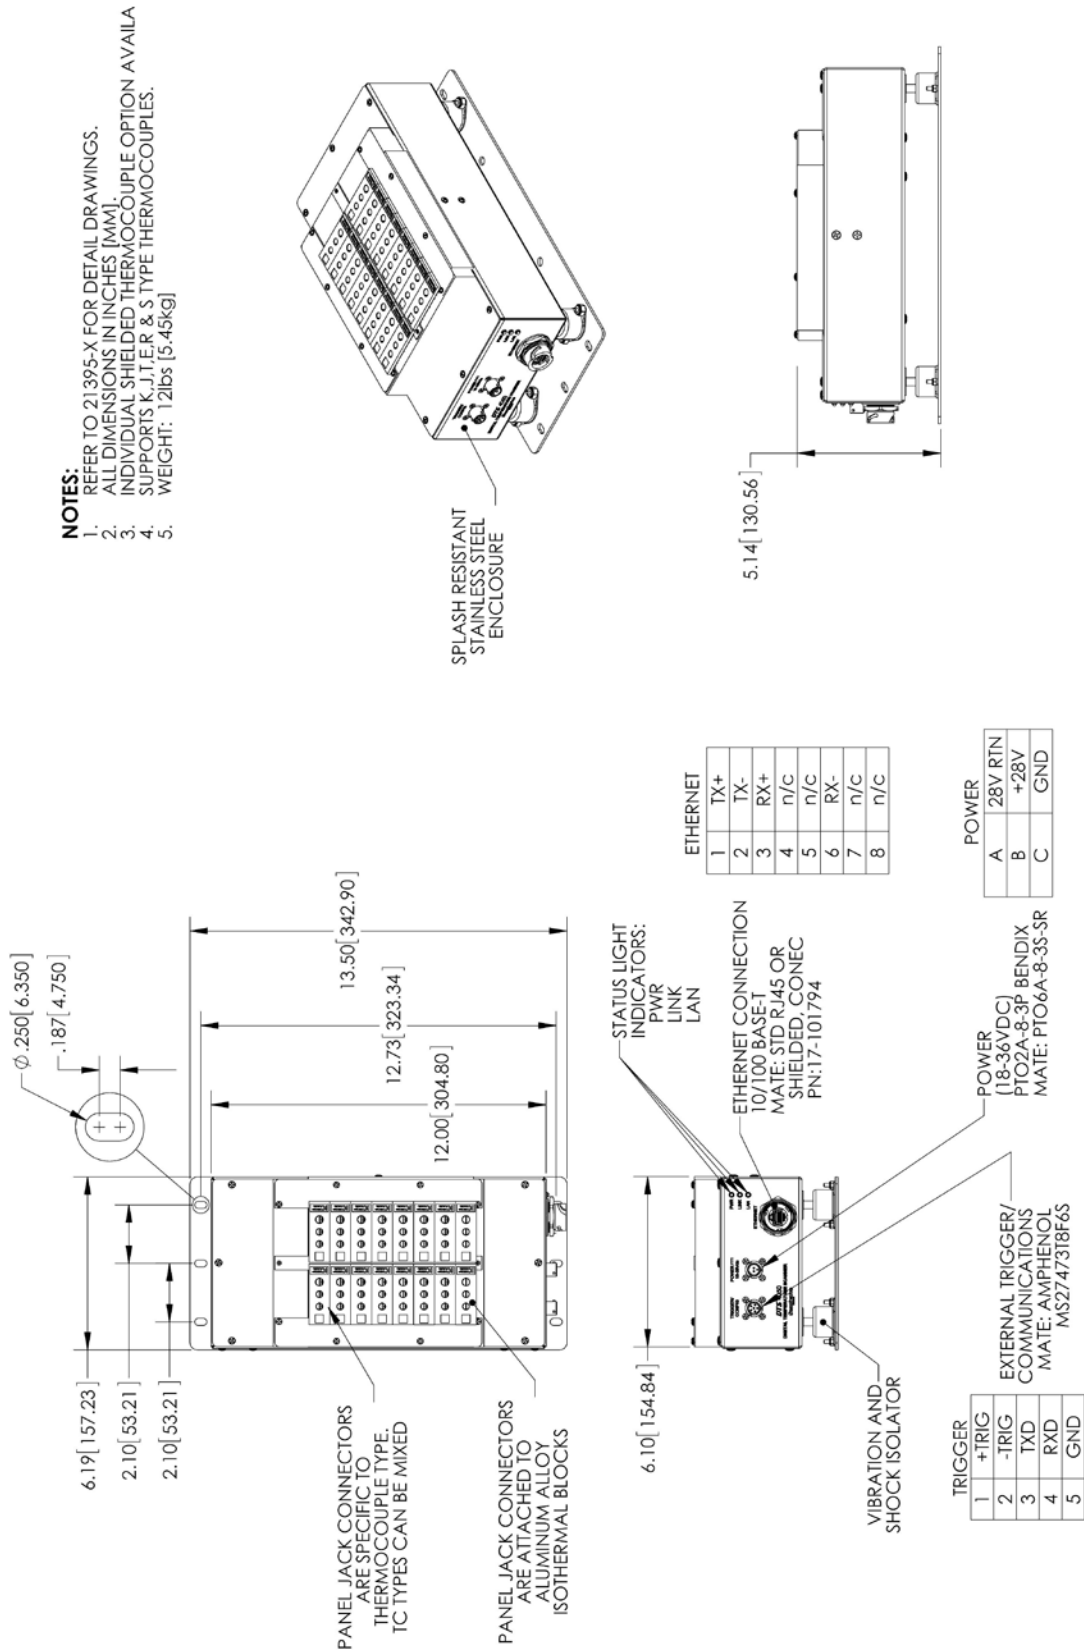 NOTES:
1. REFER TO 21395-X FOR DETAIL DRAWINGS.
2. ALL DIMENSIONS IN INCHES [MM].
3. INDIVIDUAL SHIELDED THERMOCOUPLE OPTION AVAILA
4. SUPPORTS K,J,T,E,R & S TYPE THERMOCOUPLES.
5. WEIGHT: 12lbs [5.45kg]
SPLASH RESISTANT
STAINLESS STEEL
ENCLOSURE
5.14[130.56]
Ø.250[6.350]
.187[4.750]
6.19[157.23]
2.10[53.21]
2.10[53.21]
13.50[342.90]
12.73[323.34]
12.00[304.80]
PANEL JACK CONNECTORS
ARE SPECIFIC TO
THERMOCOUPLE TYPE.
TC TYPES CAN BE MIXED
PANEL JACK CONNECTORS
ARE ATTACHED TO
ALUMINUM ALLOY
ISOTHERMAL BLOCKS
6.10[154.84]
STATUS LIGHT
INDICATORS:
PWR
LINK
LAN
PWR
LINK
LAN
ETHERNET
ETHERNET CONNECTION
10/100 BASE-T
MATE: STD RJ45 OR
SHIELDED, CONEC
PN:17-101794
POWER
(18-36VDC)
PTO2A-8-3P BENDIX
MATE: PTO6A-8-3S-SR
EXTERNAL TRIGGER/
COMMUNICATIONS
MATE: AMPHENOL
MS27473T8F6S
VIBRATION AND
SHOCK ISOLATOR
ETHERNET
1 TX+
2 TX-
3 RX+
4 n/c
5 n/c
6 RX-
7 n/c
8 n/c
POWER
A 28V RTN
B +28V
C GND
TRIGGER
1 +TRIG
2 -TRIG
3 TXD
4 RXD
5 GND